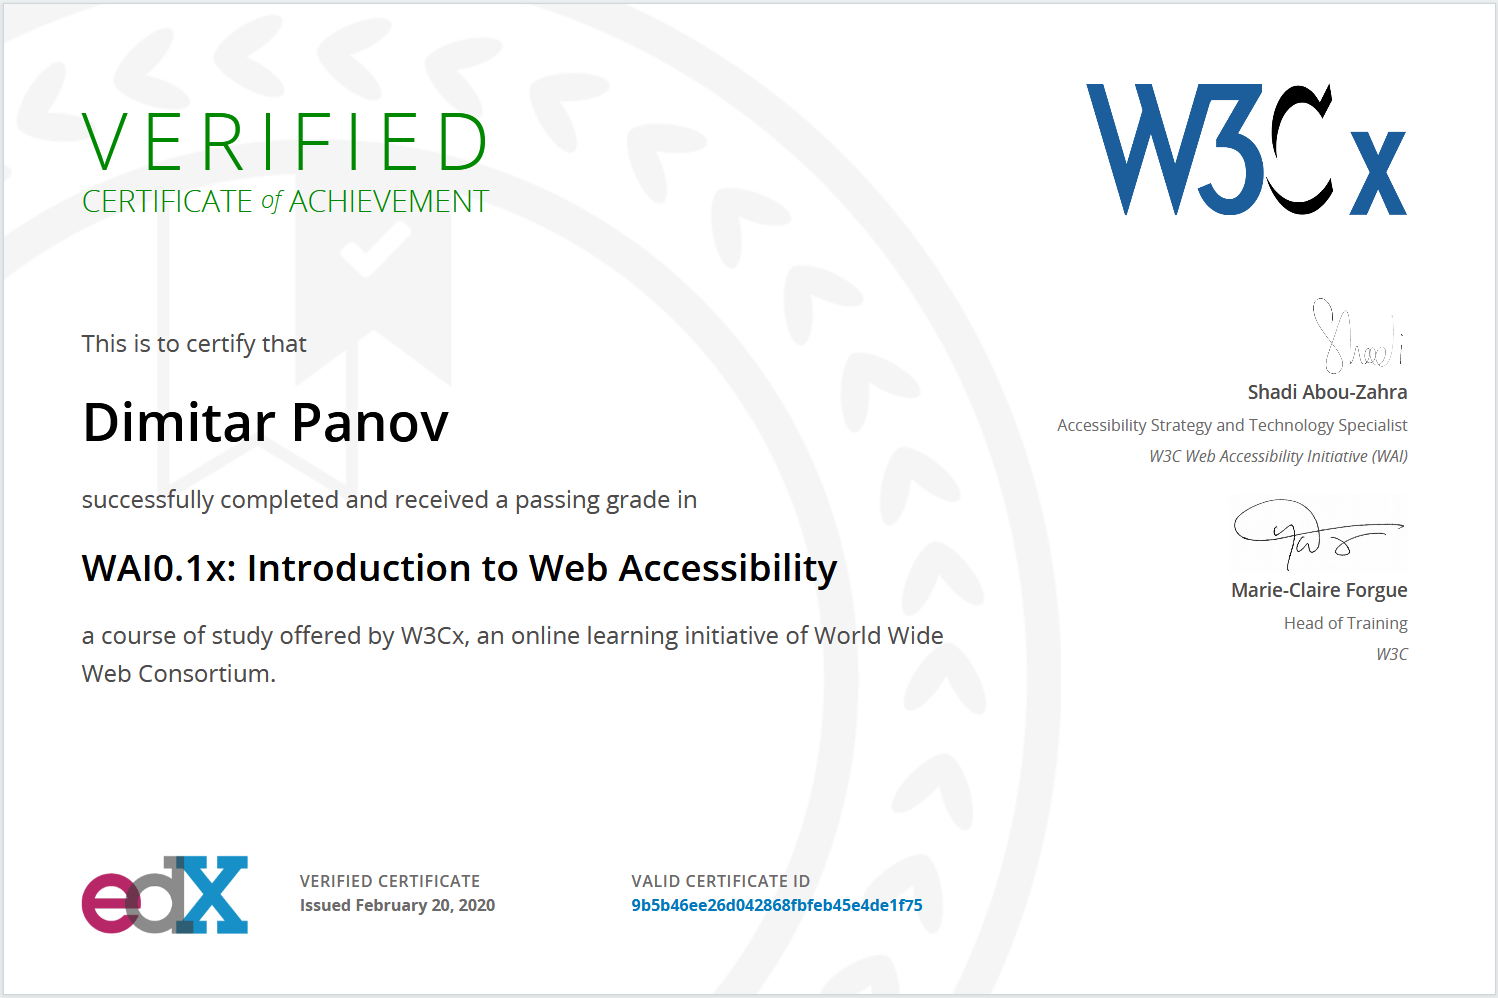 VERIFIED
CERTIFICATE of ACHIEVEMENT
W3Cx
This is to certify that
Dimitar Panov
successfully completed and received a passing grade in
WAI0.1x: Introduction to Web Accessibility
a course of study offered by W3Cx, an online learning initiative of World Wide
Web Consortium.
Shadi
Shadi Abou-Zahra
Accessibility Strategy and Technology Specialist
W3C Web Accessibility Initiative (WAI)
Marie-Claire Forgue
Head of Training
W3C
edX
VERIFIED CERTIFICATE
Issued February 20, 2020
VALID CERTIFICATE ID
9b5b46ee26d042868fbfeb45e4de1f75